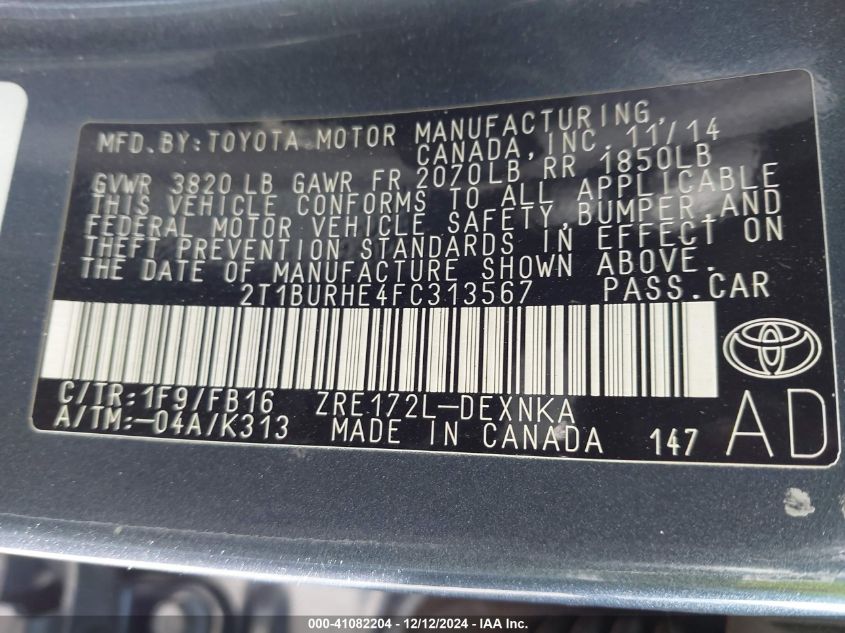 MFD.BY:TOYOTA MOTOR MANUFACTURING,
CANADA, INC. 11/14
GVWR 3820 LB GAWR FR 2070LB RR 1850LB
THIS VEHICLE CONFORMS TO ALL APPLICABLE
FEDERAL MOTOR VEHICLE SAFETY, BUMPER, AND
THEFT PREVENTION STANDARDS IN EFFECT ON
THE DATE OF MANUFACTURE SHOWN ABOVE.
2T1BURHE4FC313567 PASS.CAR
C/TR:1F9/FB16 ZRE172L-DEXNKA
A/TM:-04A/K313 MADE IN CANADA 147 AD
000-41082204 - 12/12/2024 - IAA Inc.